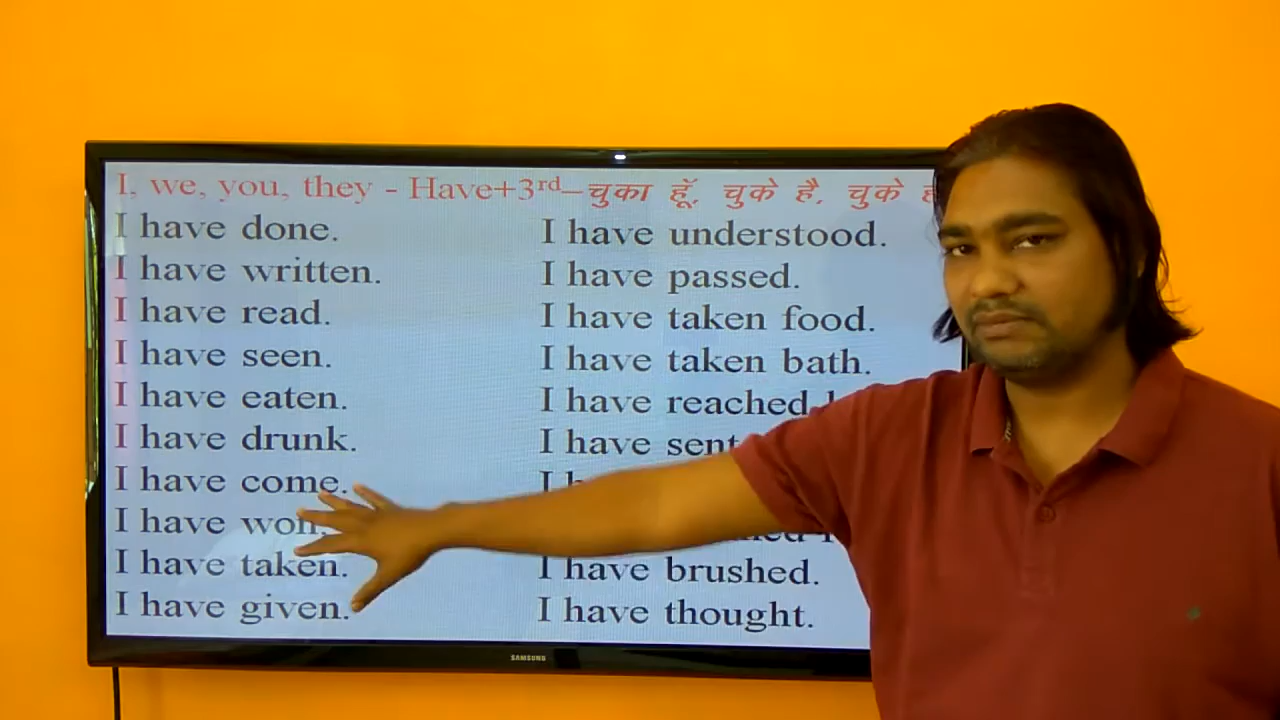 I, we, you, they - Have+3rd–चुका हूँ, चुके है, चुके
I have done.
I have written.
I have read.
I have seen.
I have eaten.
I have drunk.
I have come.
I have won.
I have taken.
I have given.
I have understood.
I have passed.
I have taken food.
I have taken bath.
I have reached
I have sent
I
I have brushed.
I have thought.
SAMSUNG